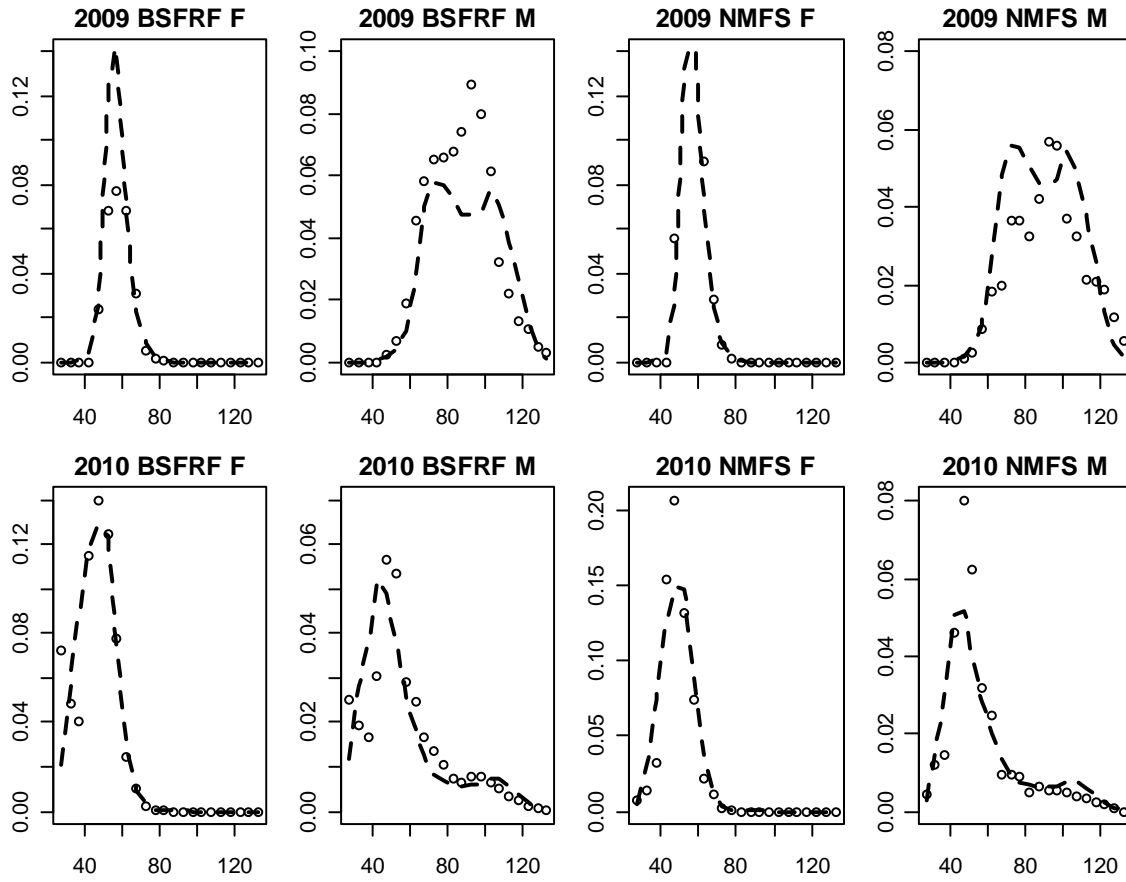 2009 BSFRF F
2009 BSFRF M
2009 NMFS F
2009 NMFS M
0.00 0.04 0.08 0.12
0.00 0.02 0.04 0.06 0.08 0.10
0.00 0.04 0.08 0.12
0.00 0.02 0.04 0.06 0.08
40 80 120
40 80 120
40 80 120
40 80 120
2010 BSFRF F
2010 BSFRF M
2010 NMFS F
2010 NMFS M
0.00 0.04 0.08 0.12
0.00 0.02 0.04 0.06
0.00 0.05 0.10 0.15 0.20
0.00 0.02 0.04 0.06 0.08
40 80 120
40 80 120
40 80 120
40 80 120